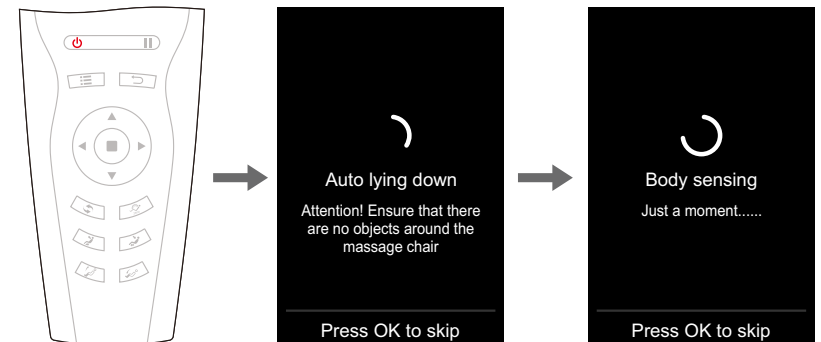 Auto lying down
Attention! Ensure that there
are no objects around the
massage chair
Press OK to skip
Body sensing
Just a moment......
Press OK to skip